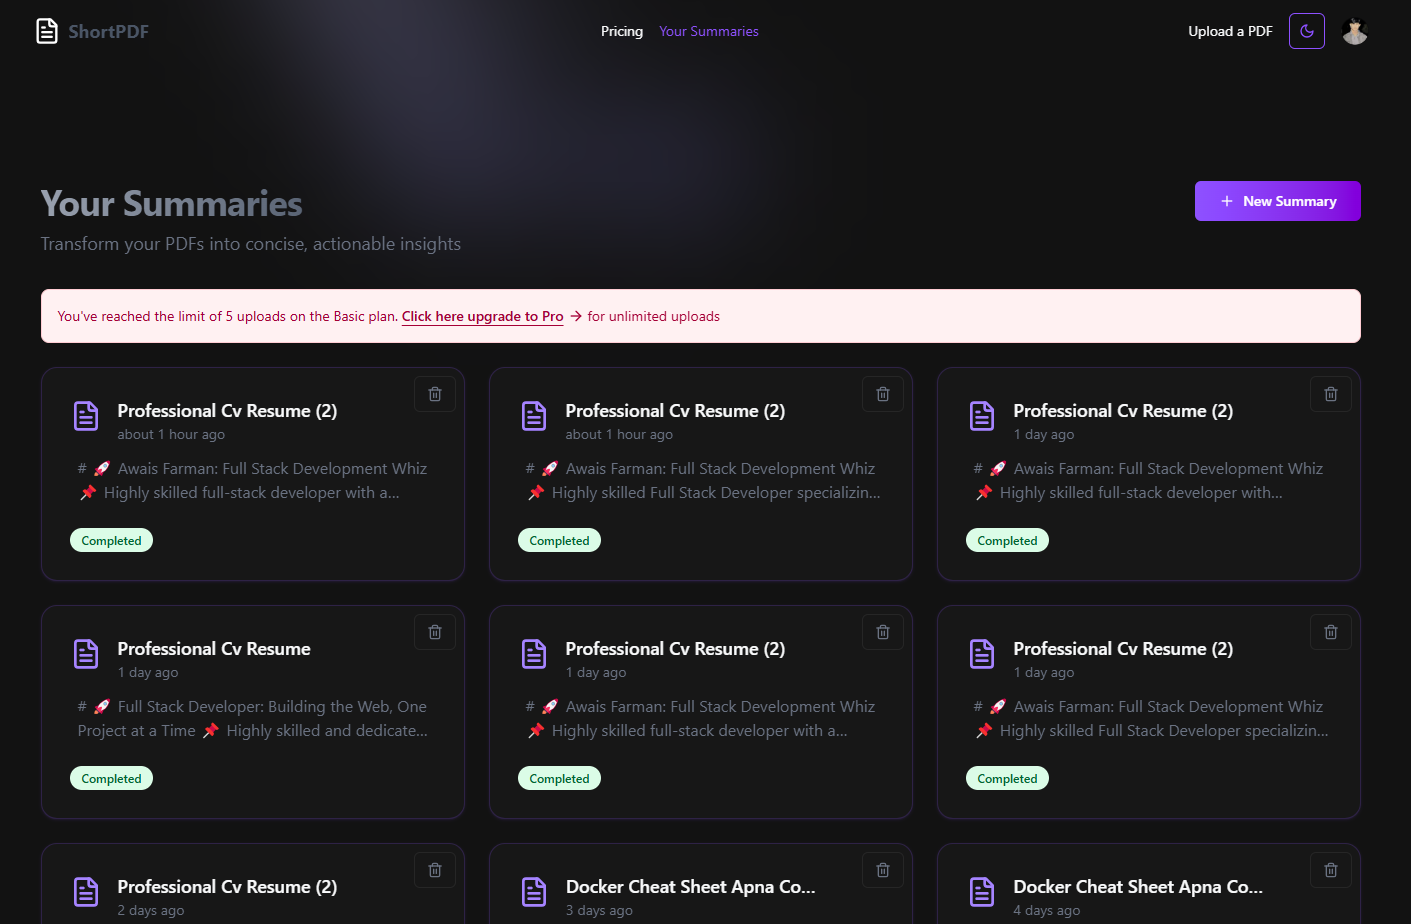 ShortPDF
Pricing
Your Summaries
Upload a PDF
Your Summaries
Transform your PDFs into concise, actionable insights
+ New Summary
You've reached the limit of 5 uploads on the Basic plan. Click here upgrade to Pro → for unlimited uploads
Professional Cv Resume (2)
about 1 hour ago
# 🚀 Awais Farman: Full Stack Development Whiz
📌 Highly skilled full-stack developer with a...
Completed
Professional Cv Resume (2)
about 1 hour ago
# 🚀 Awais Farman: Full Stack Development Whiz
📌 Highly skilled Full Stack Developer specializin...
Completed
Professional Cv Resume (2)
1 day ago
# 🚀 Awais Farman: Full Stack Development Whiz
📌 Highly skilled full-stack developer with...
Completed
Professional Cv Resume
1 day ago
# 🚀 Full Stack Developer: Building the Web, One
Project at a Time 📌 Highly skilled and dedicate...
Completed
Professional Cv Resume (2)
1 day ago
# 🚀 Awais Farman: Full Stack Development Whiz
📌 Highly skilled full-stack developer with a...
Completed
Professional Cv Resume (2)
1 day ago
# 🚀 Awais Farman: Full Stack Development Whiz
📌 Highly skilled Full Stack Developer specializin...
Completed
Professional Cv Resume (2)
2 days ago
Docker Cheat Sheet Apna Co...
3 days ago
Docker Cheat Sheet Apna Co...
4 days ago